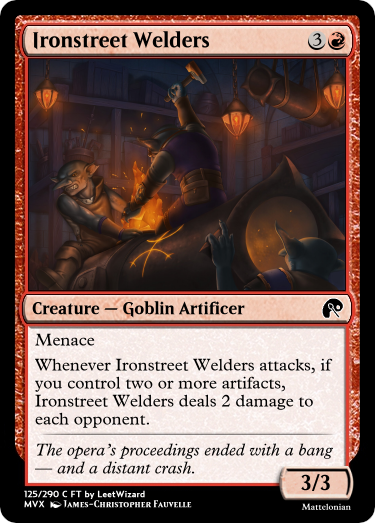 Ironstreet Welders 3
Creature — Goblin Artificer
Menace
Whenever Ironstreet Welders attacks, if
you control two or more artifacts,
Ironstreet Welders deals 2 damage to
each opponent.
The opera's proceedings ended with a bang
— and a distant crash.
3/3
125/290 C FT by LeetWizard
MVX James-Christopher Fauvelle
Mattelonian